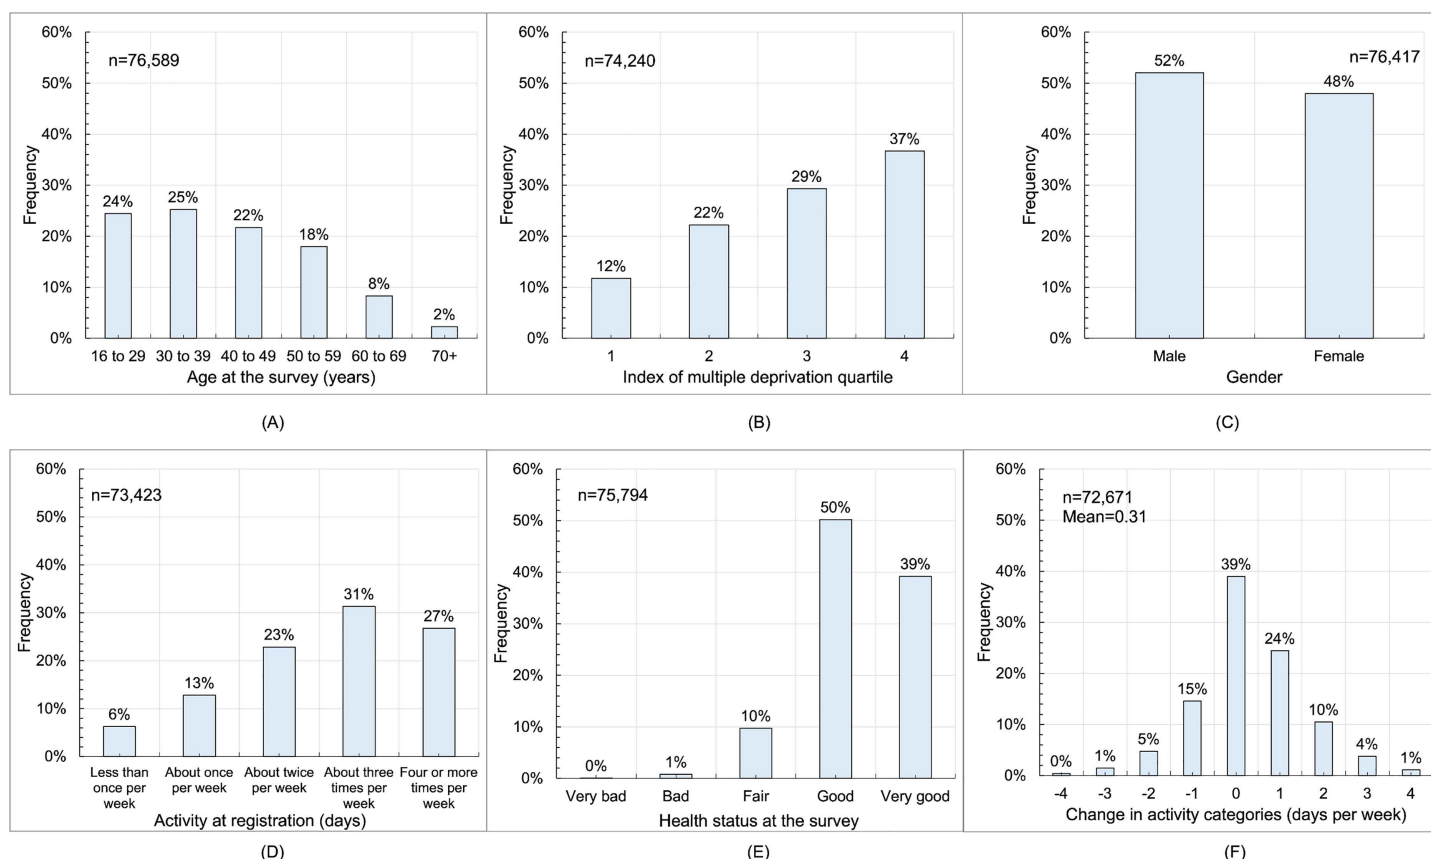 60%
50%
40%
30%
20%
10%
0%
Frequency
n=76,589
24%
25%
22%
18%
8%
2%
16 to 29 30 to 39 40 to 49 50 to 59 60 to 69 70+
Age at the survey (years)
(A)
60%
50%
40%
30%
20%
10%
0%
Frequency
n=74,240
12%
22%
29%
37%
1 2 3 4
Index of multiple deprivation quartile
(B)
60%
50%
40%
30%
20%
10%
0%
Frequency
n=76,417
52%
48%
Male Female
Gender
(C)
60%
50%
40%
30%
20%
10%
0%
Frequency
n=73,423
6%
13%
23%
31%
27%
Less than About once About twice About three Four or more
once per per week per week times per times per
week week week
Activity at registration (days)
(D)
60%
50%
40%
30%
20%
10%
0%
Frequency
n=75,794
0%
1%
10%
50%
39%
Very bad Bad Fair Good Very good
Health status at the survey
(E)
60%
50%
40%
30%
20%
10%
0%
Frequency
n=72,671
Mean=0.31
0%
1%
5%
15%
39%
24%
10%
4%
1%
-4 -3 -2 -1 0 1 2 3 4
Change in activity categories (days per week)
(F)